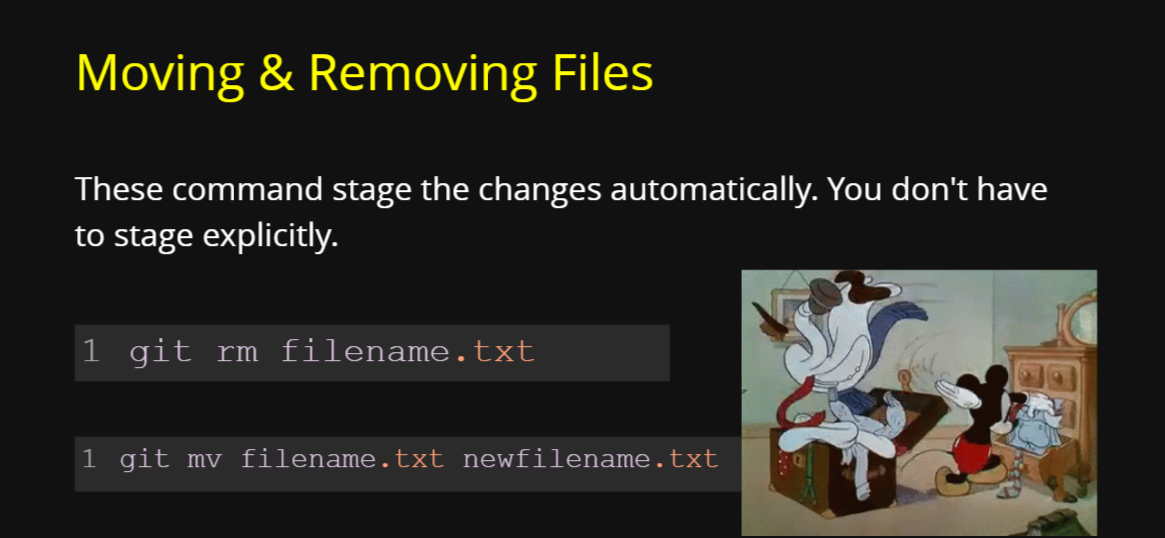 Moving & Removing Files
These command stage the changes automatically. You don't have
to stage explicitly.
1 git rm filename.txt
1 git mv filename.txt newfilename.txt